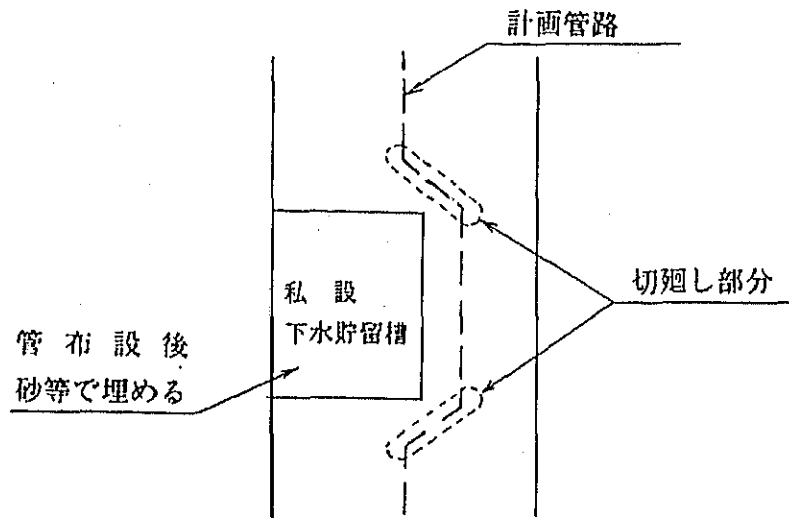 計画管路
切廻し部分
私設
下水貯留槽
管布設後
砂等で埋める